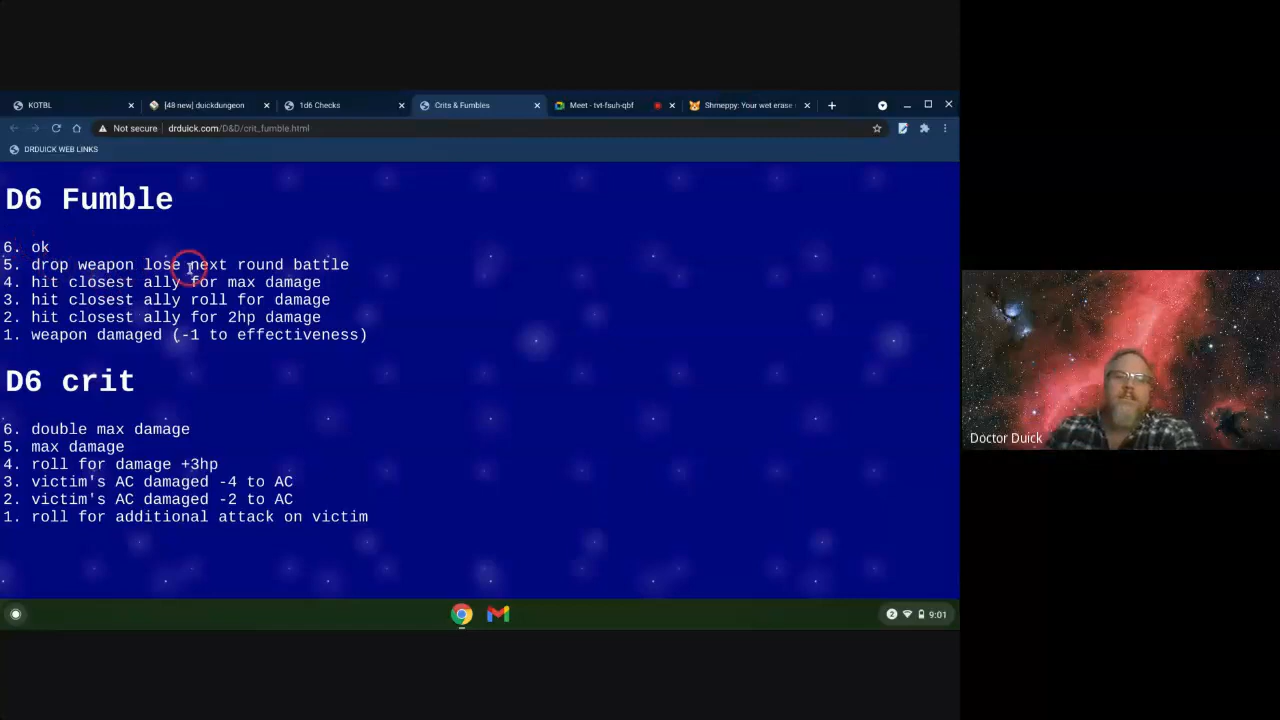 KOTBL
[48 new] duickdungeon
1d6 Checks
Crits & Fumbles
Meet - tvt-fsuh-qbf
Shmeppy: Your wet erase
Not secure
drduick.com/D&D/crit_fumble.html
DRDUICK WEB LINKS
D6 Fumble
6. ok
5. drop weapon lose next round battle
4. hit closest ally for max damage
3. hit closest ally roll for damage
2. hit closest ally for 2hp damage
1. weapon damaged (-1 to effectiveness)
D6 crit
6. double max damage
5. max damage
4. roll for damage +3hp
3. victim's AC damaged -4 to AC
2. victim's AC damaged -2 to AC
1. roll for additional attack on victim
Doctor Duick
2
9:01